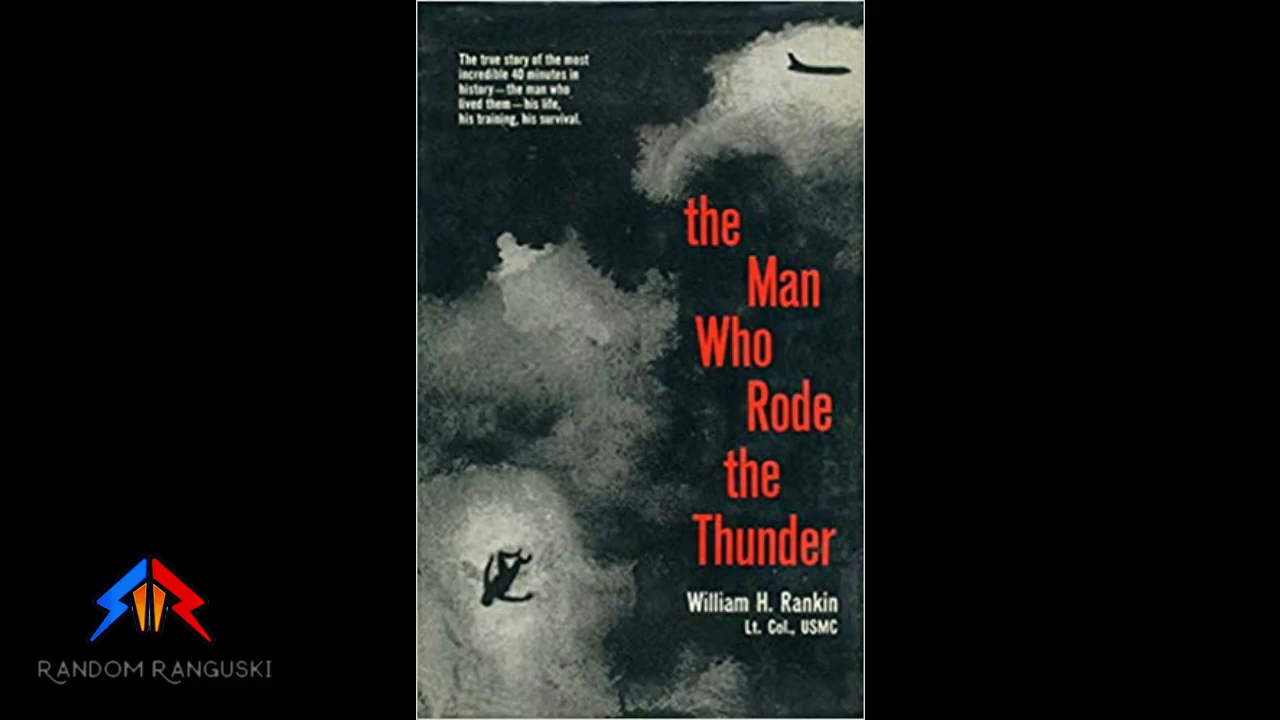 The true story of the most
incredible 40 minutes in
history—the man who
lived them—his life,
his training, his survival.
the
Man
Who
Rode
the
Thunder
William H. Rankin
Lt. Col., USMC
RANDOM RANGUSKI